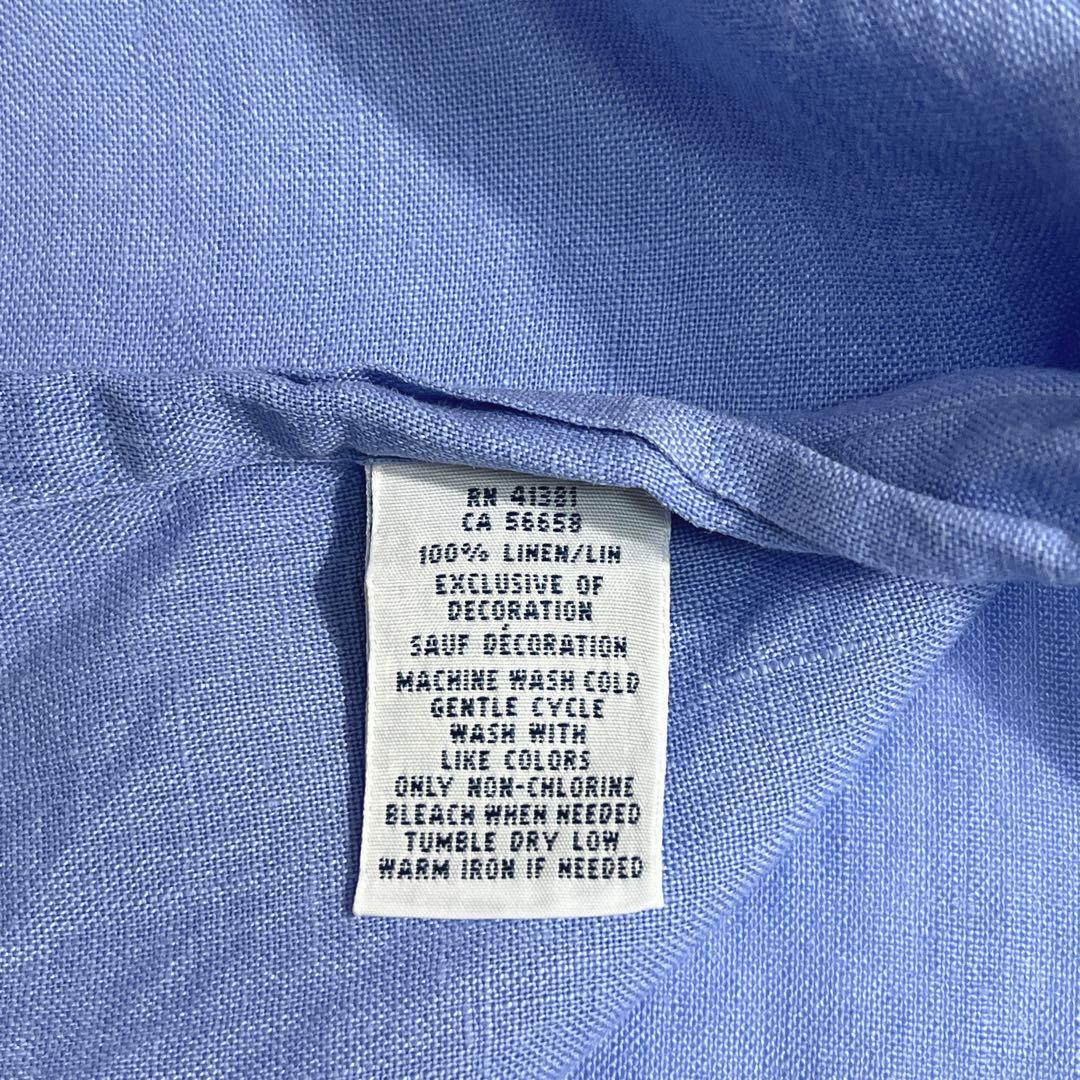 RN 41381
CA 56658
100% LINEN/LIN
EXCLUSIVE OF
DECORATION
SAUF DÉCORATION
MACHINE WASH COLD
GENTLE CYCLE
WASH WITH
LIKE COLORS
ONLY NON-CHLORINE
BLEACH WHEN NEEDED
TUMBLE DRY LOW
WARM IRON IF NEEDED